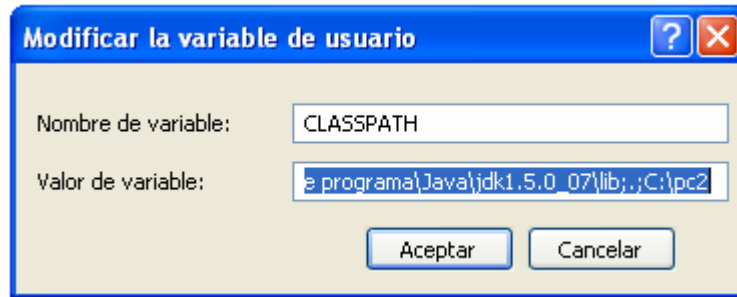 Modificar la variable de usuario
Nombre de variable: CLASSPATH
Valor de variable: e programa\Java\jdk1.5.0_07\lib;.;C:\pc2
Aceptar Cancelar